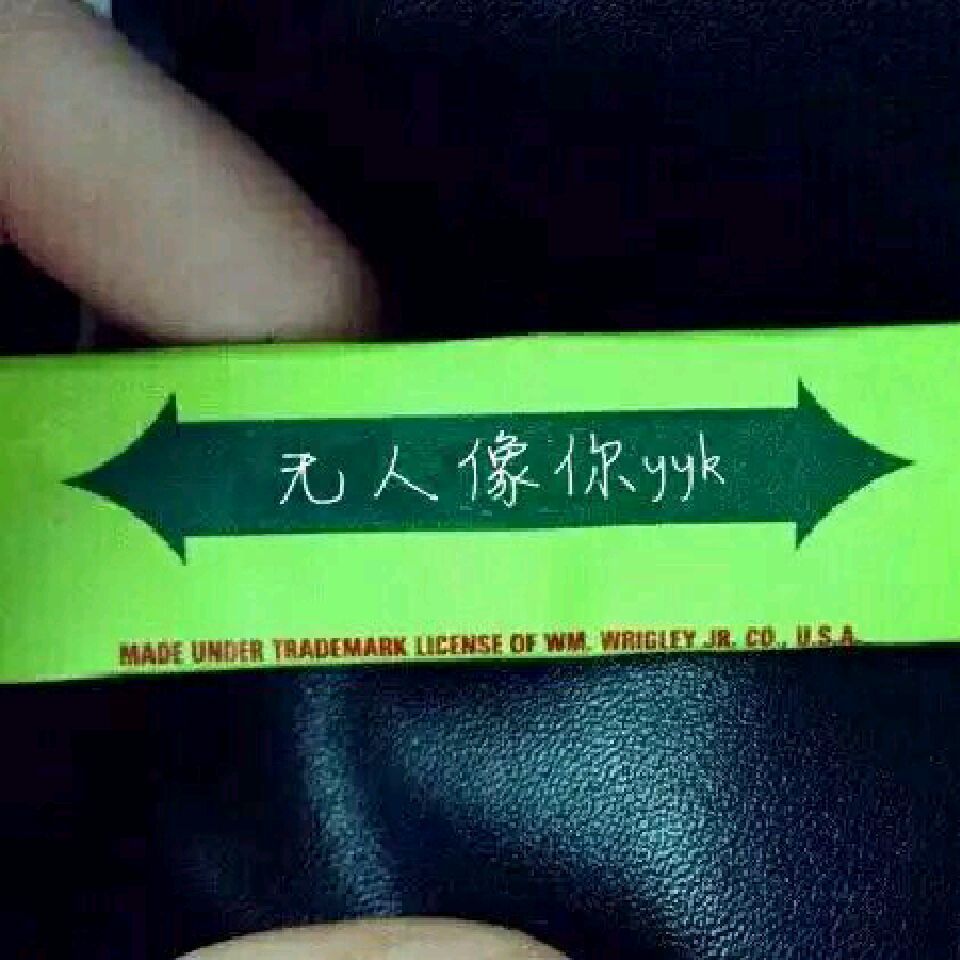 无人像你yyk
MADE UNDER TRADEMARK LICENSE OF WM. WRIGLEY JR. CO., U.S.A.